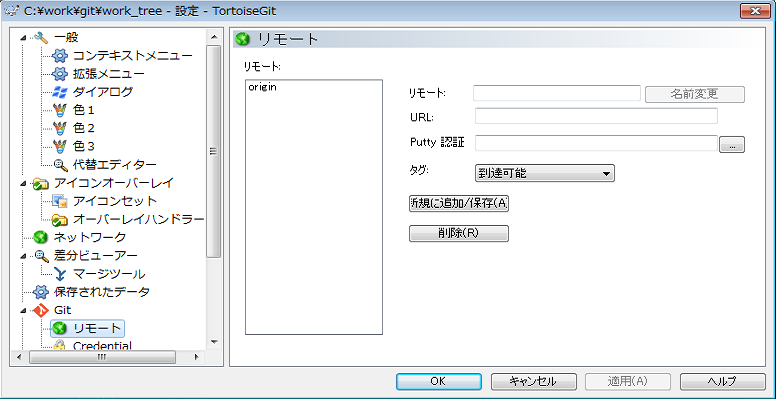 C:¥work¥git¥work_tree - 設定 - TortoiseGit
一般
コンテキストメニュー
拡張メニュー
ダイアログ
色１
色２
色３
代替エディター
アイコンオーバーレイ
アイコンセット
オーバーレイハンドラー
ネットワーク
差分ビューアー
マージツール
保存されたデータ
Git
リモート
Credential
リモート
リモート:
origin
リモート:
名前変更
URL:
Putty 認証
...
タグ:
到達可能
新規に追加/保存(A)
削除(R)
OK
キャンセル
適用(A)
ヘルプ